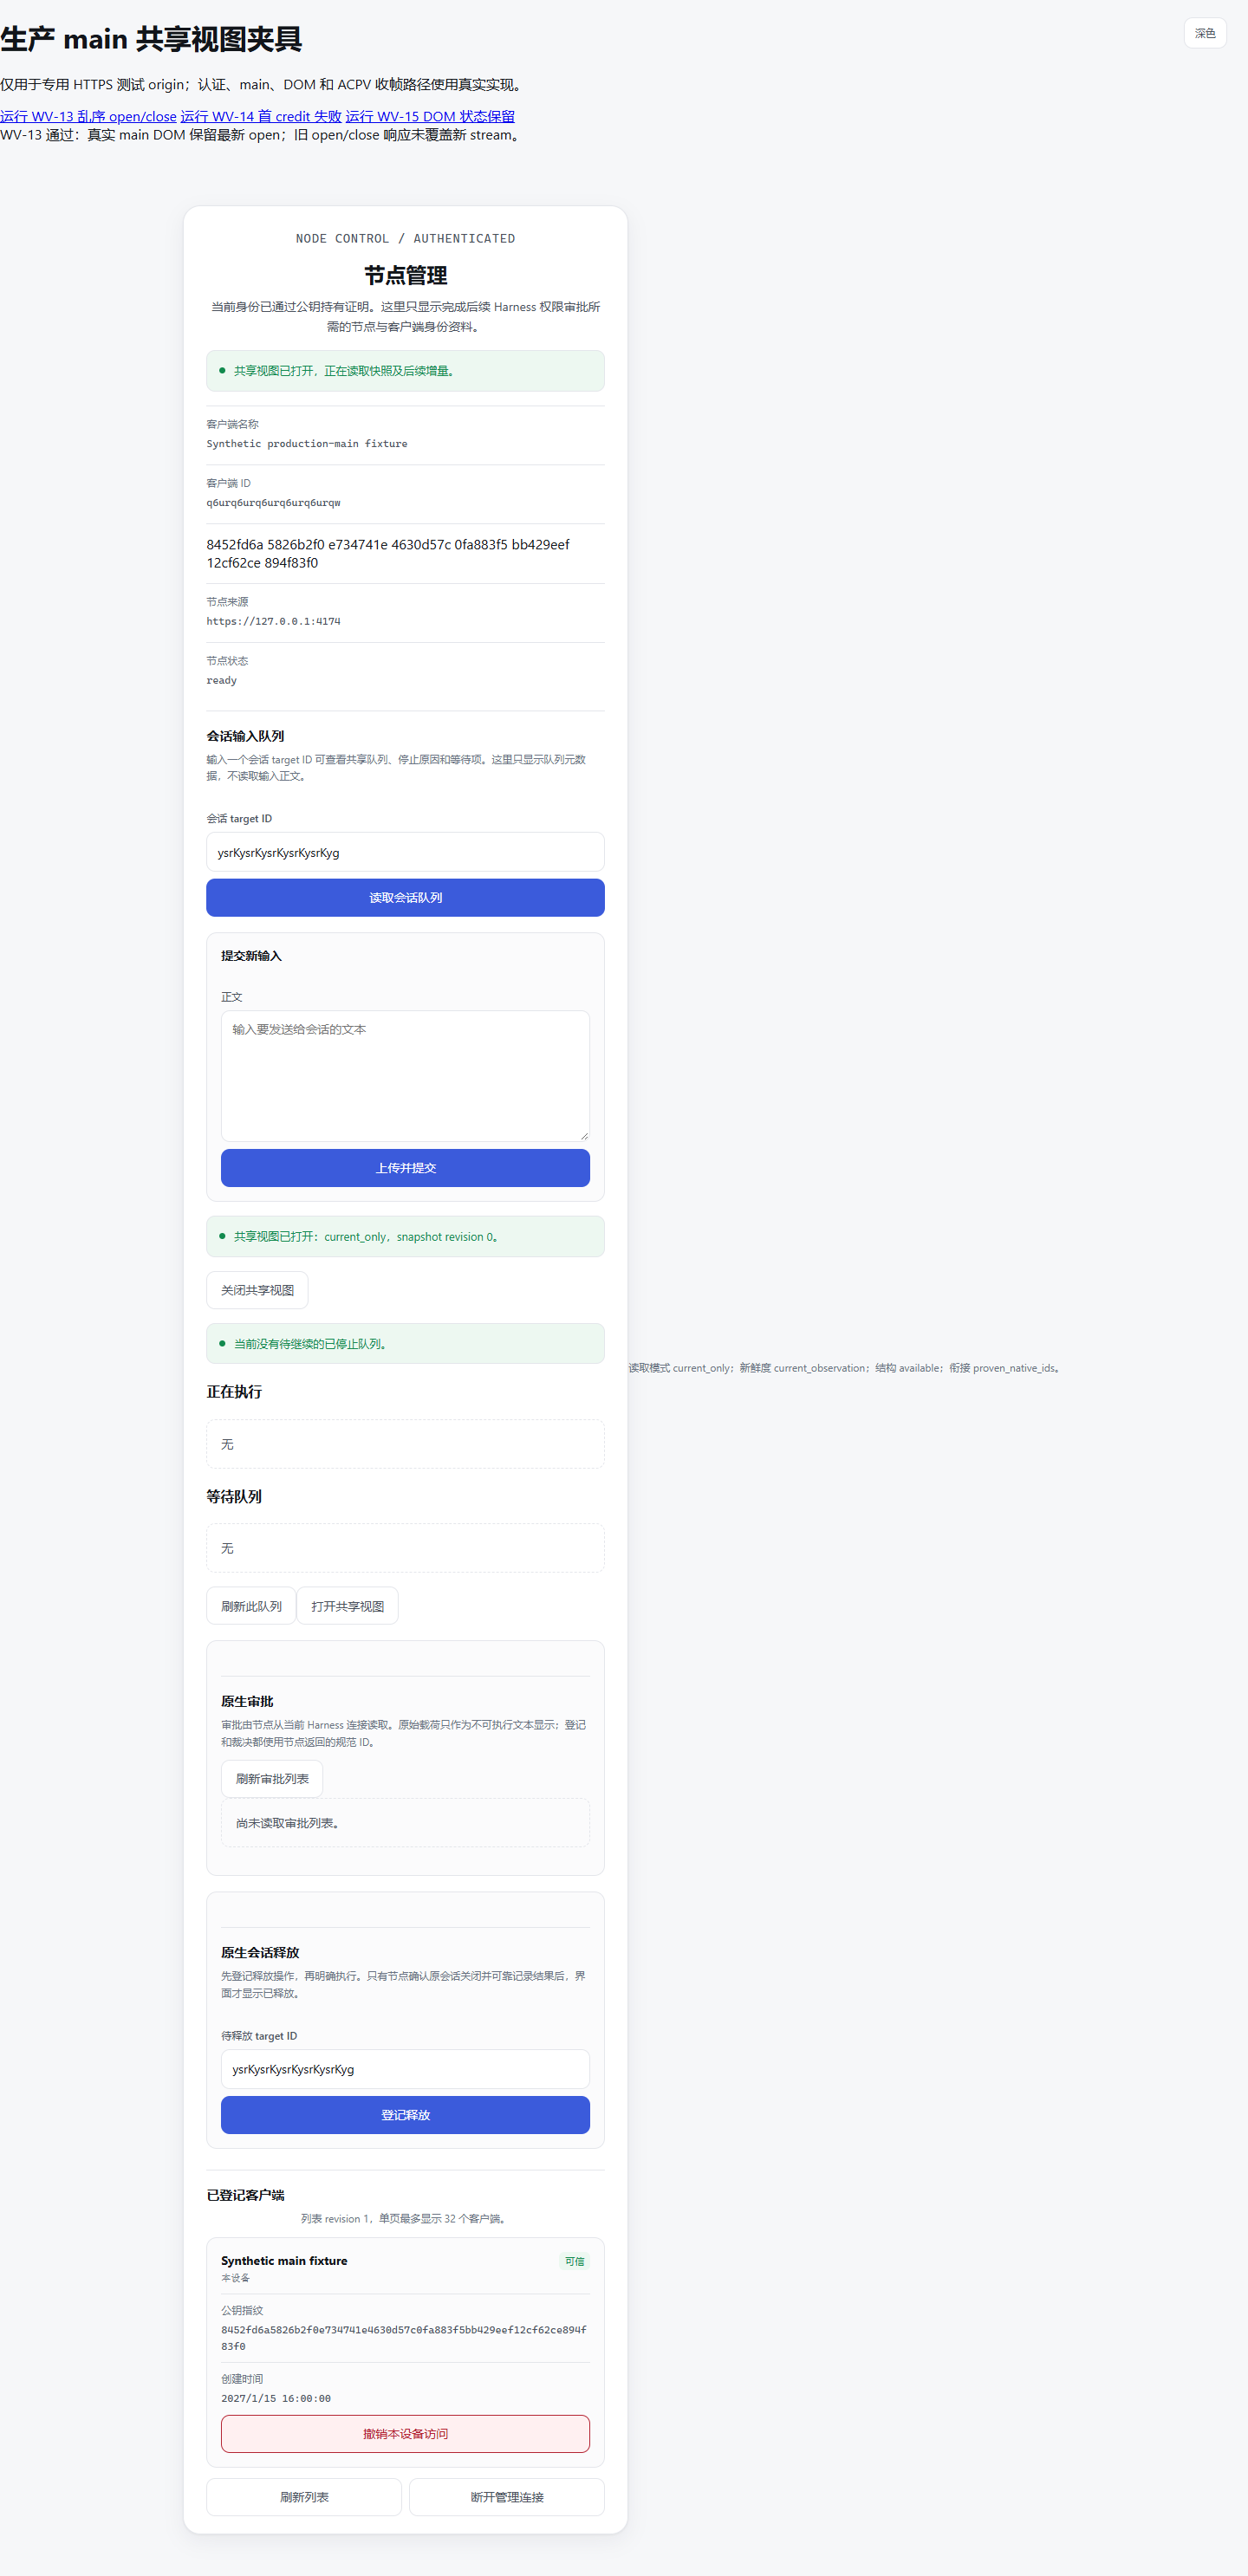 生产 main 共享视图夹具
深色
仅用于专用 HTTPS 测试 origin；认证、main、DOM 和 ACPV 收帧路径使用真实实现。
运行 WV-13 乱序 open/close 运行 WV-14 首 credit 失败 运行 WV-15 DOM 状态保留
WV-13 通过：真实 main DOM 保留最新 open；旧 open/close 响应未覆盖新 stream。
NODE CONTROL / AUTHENTICATED
节点管理
当前身份已通过公钥持有证明。这里只显示完成后续 Harness 权限审批所
需的节点与客户端身份资料。
共享视图已打开，正在读取快照及后续增量。
客户端名称
Synthetic production-main fixture
客户端 ID
q6urq6urq6urq6urq6urqw
8452fd6a 5826b2f0 e734741e 4630d57c 0fa883f5 bb429eef
12cf62ce 894f83f0
节点来源
https://127.0.0.1:4174
节点状态
ready
会话输入队列
输入一个会话 target ID 可查看共享队列、停止原因和等待项。这里只显示队列元数
据，不读取输入正文。
会话 target ID
ysrKysrKysrKysrKysrKyg
读取会话队列
提交新输入
正文
输入要发送给会话的文本
上传并提交
共享视图已打开：current_only，snapshot revision 0。
关闭共享视图
当前没有待继续的已停止队列。
读取模式 current_only；新鲜度 current_observation；结构 available；衔接 proven_native_ids。
正在执行
无
等待队列
无
刷新此队列
打开共享视图
原生审批
审批由节点从当前 Harness 连接读取。原始载荷只作为不可执行文本显示；登记
和裁决都使用节点返回的规范 ID。
刷新审批列表
尚未读取审批列表。
原生会话释放
先登记释放操作，再明确执行。只有节点确认原会话关闭并可靠记录结果后，界
面才显示已释放。
待释放 target ID
ysrKysrKysrKysrKysrKyg
登记释放
已登记客户端
列表 revision 1，单页最多显示 32 个客户端。
Synthetic main fixture
可信
本设备
公钥指纹
8452fd6a5826b2f0e734741e4630d57c0fa883f5bb429eef12cf62ce894f
83f0
创建时间
2027/1/15 16:00:00
撤销本设备访问
刷新列表
断开管理连接